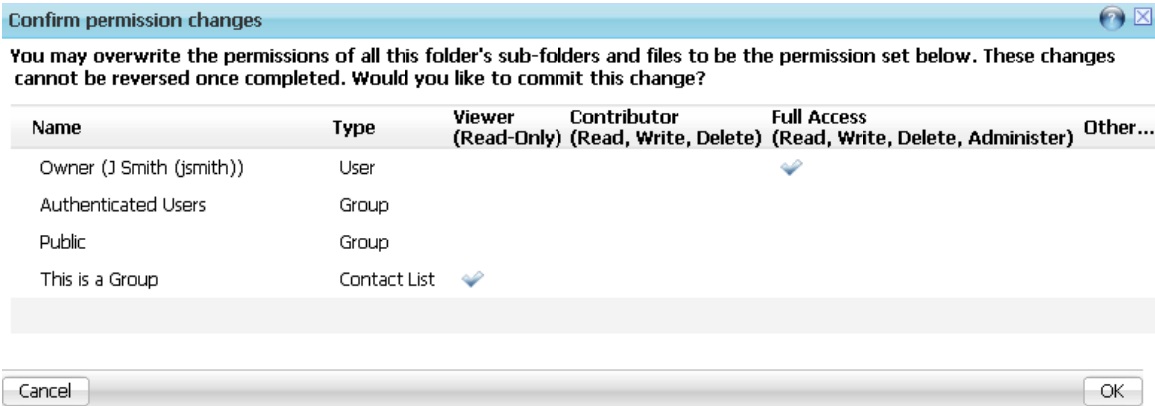 Confirm permission changes
You may overwrite the permissions of all this folder's sub-folders and files to be the permission set below. These changes
cannot be reversed once completed. Would you like to commit this change?
Name Type Viewer (Read-Only) Contributor (Read, Write, Delete) Full Access (Read, Write, Delete, Administer) Other...
Owner (J Smith (jsmith)) User
Authenticated Users Group
Public Group
This is a Group Contact List
Cancel OK